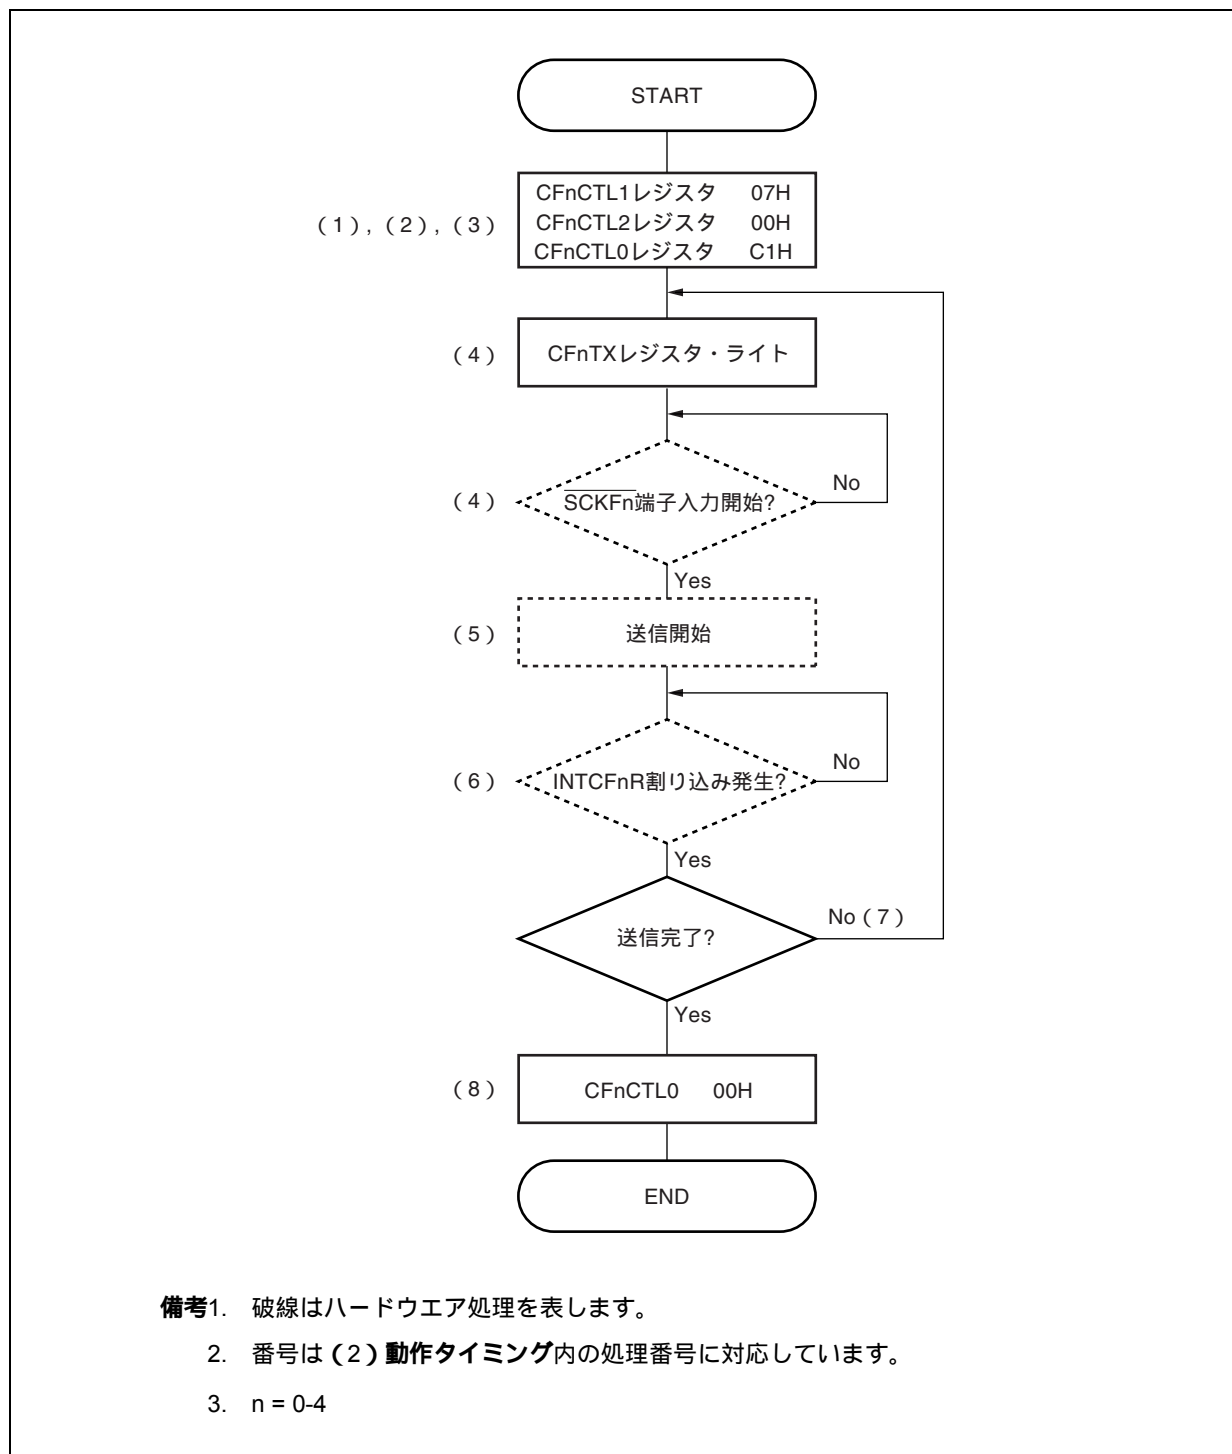 START
(1),(2),(3)
CFnCTL1レジスタ 07H
CFnCTL2レジスタ 00H
CFnCTL0レジスタ C1H
(4)
CFnTXレジスタ・ライト
(4)
SCKFn端子入力開始?
No
Yes
(5)
送信開始
(6)
INTCFnR割り込み発生?
No
Yes
送信完了?
No(7)
Yes
(8)
CFnCTL0 00H
END
備考1. 破線はハードウエア処理を表します。
2. 番号は(2)動作タイミング内の処理番号に対応しています。
3. n = 0-4